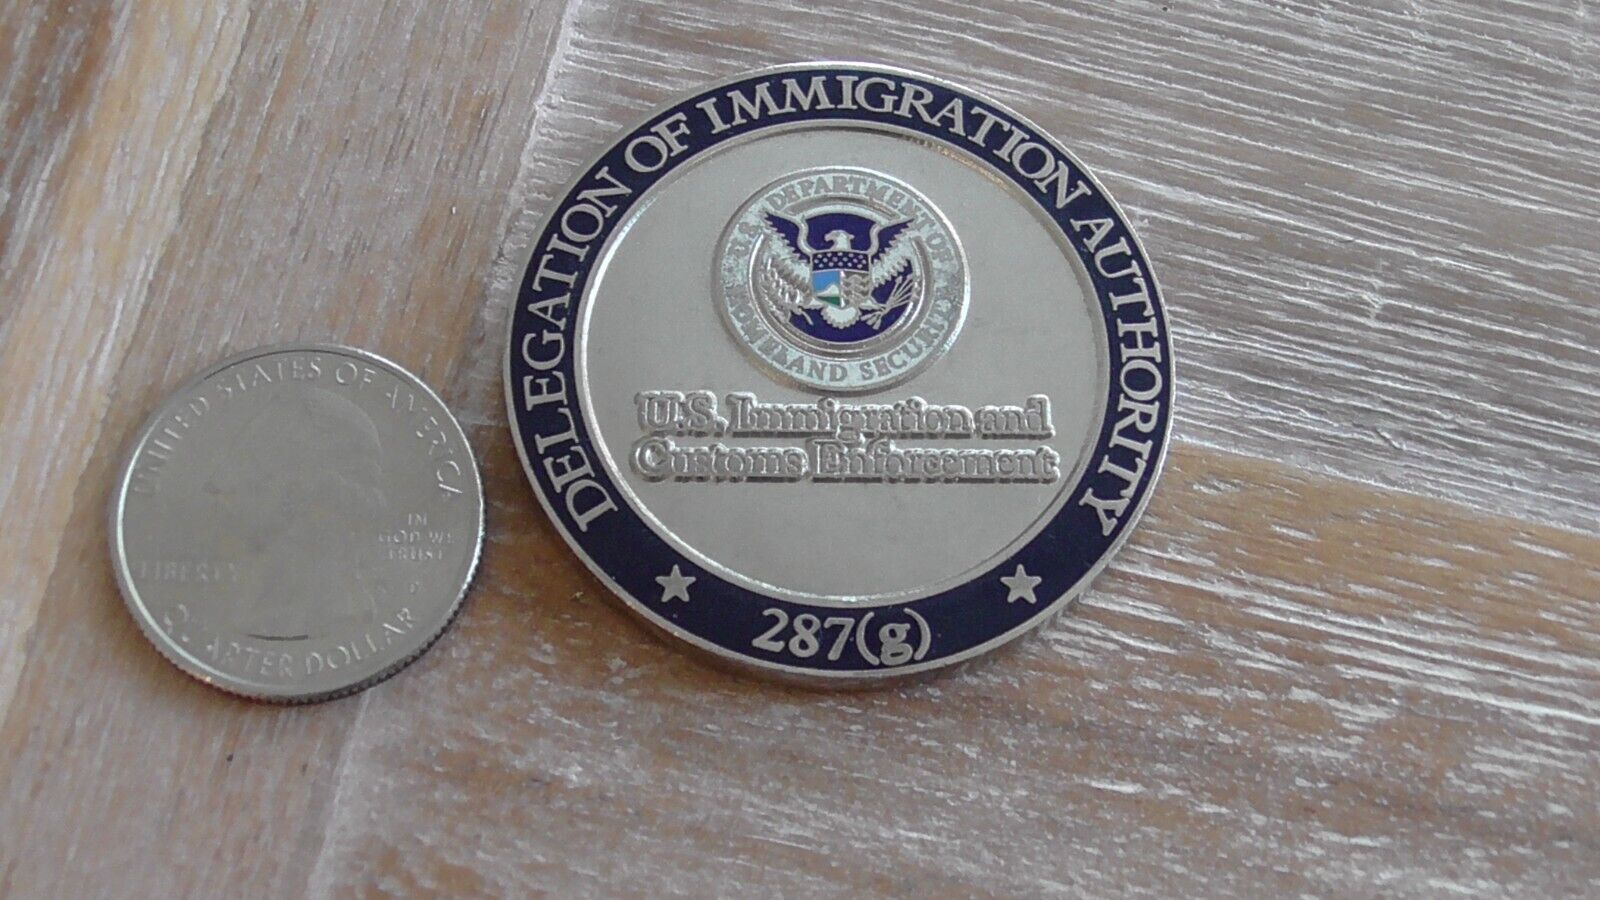 UNITED STATES OF AMERICA
LIBERTY
IN
GOD WE
TRUST
QUARTER DOLLAR
DELEGATION OF IMMIGRATION AUTHORITY
U.S. DEPARTMENT OF
HOMELAND SECURITY
U.S. Immigration and
Customs Enforcement
287(g)